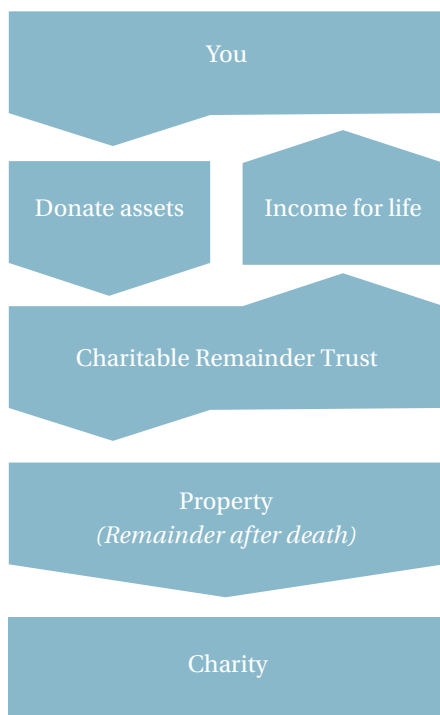 You
Donate assets
Income for life
Charitable Remainder Trust
Property
(Remainder after death)
Charity